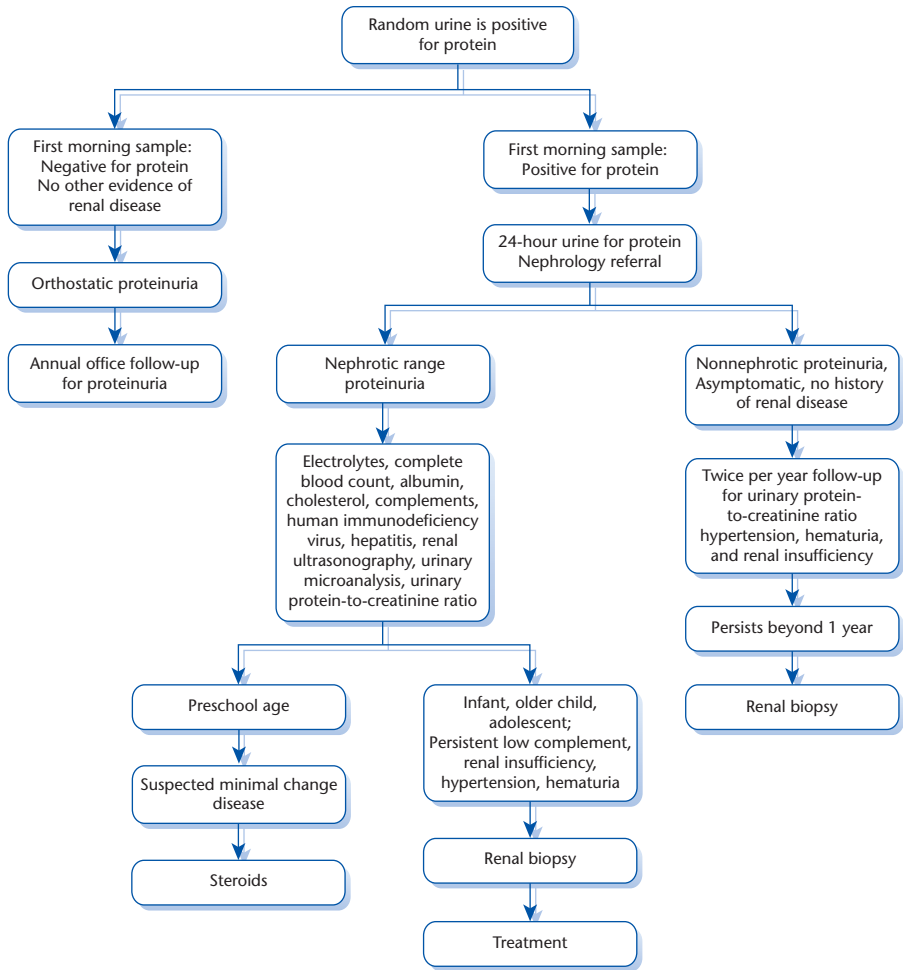 Random urine is positive
for protein
First morning sample:
Negative for protein
No other evidence of
renal disease
Orthostatic proteinuria
Annual office follow-up
for proteinuria
First morning sample:
Positive for protein
24-hour urine for protein
Nephrology referral
Nephrotic range
proteinuria
Electrolytes, complete
blood count, albumin,
cholesterol, complements,
human immunodeficiency
virus, hepatitis, renal
ultrasonography, urinary
microanalysis, urinary
protein-to-creatinine ratio
Preschool age
Suspected minimal change
disease
Steroids
Infant, older child,
adolescent;
Persistent low complement,
renal insufficiency,
hypertension, hematuria
Renal biopsy
Treatment
Nonnephrotic proteinuria,
Asymptomatic, no history
of renal disease
Twice per year follow-up
for urinary protein-
to-creatinine ratio
hypertension, hematuria,
and renal insufficiency
Persists beyond 1 year
Renal biopsy